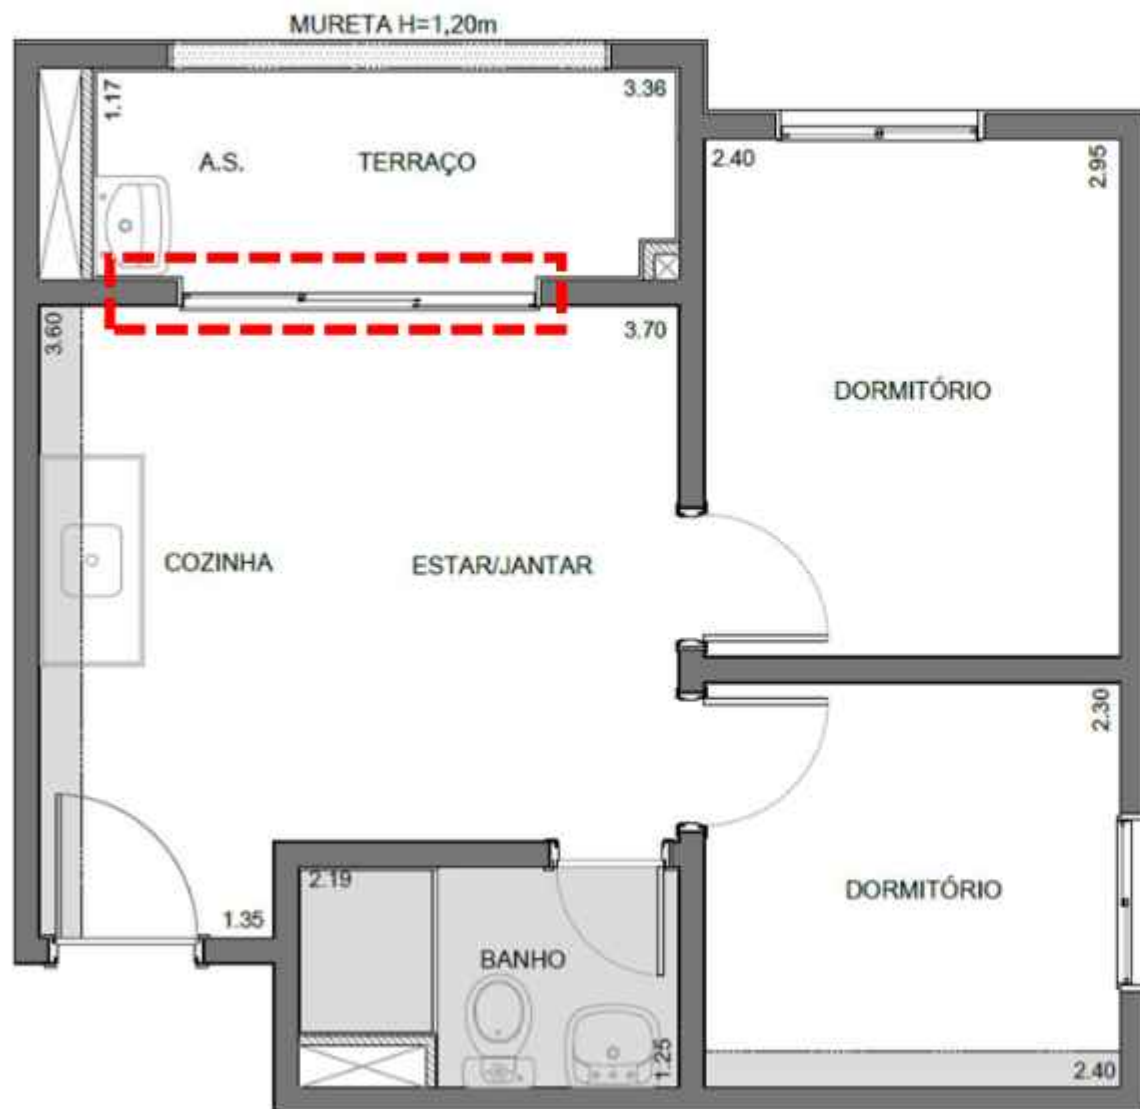 MURETA H=1,20m
1.17
3.36
A.S.
TERRAÇO
2.40
2.95
3.60
3.70
DORMITÓRIO
COZINHA
ESTAR/JANTAR
2.30
2.19
1.35
DORMITÓRIO
BANHO
1.25
2.40